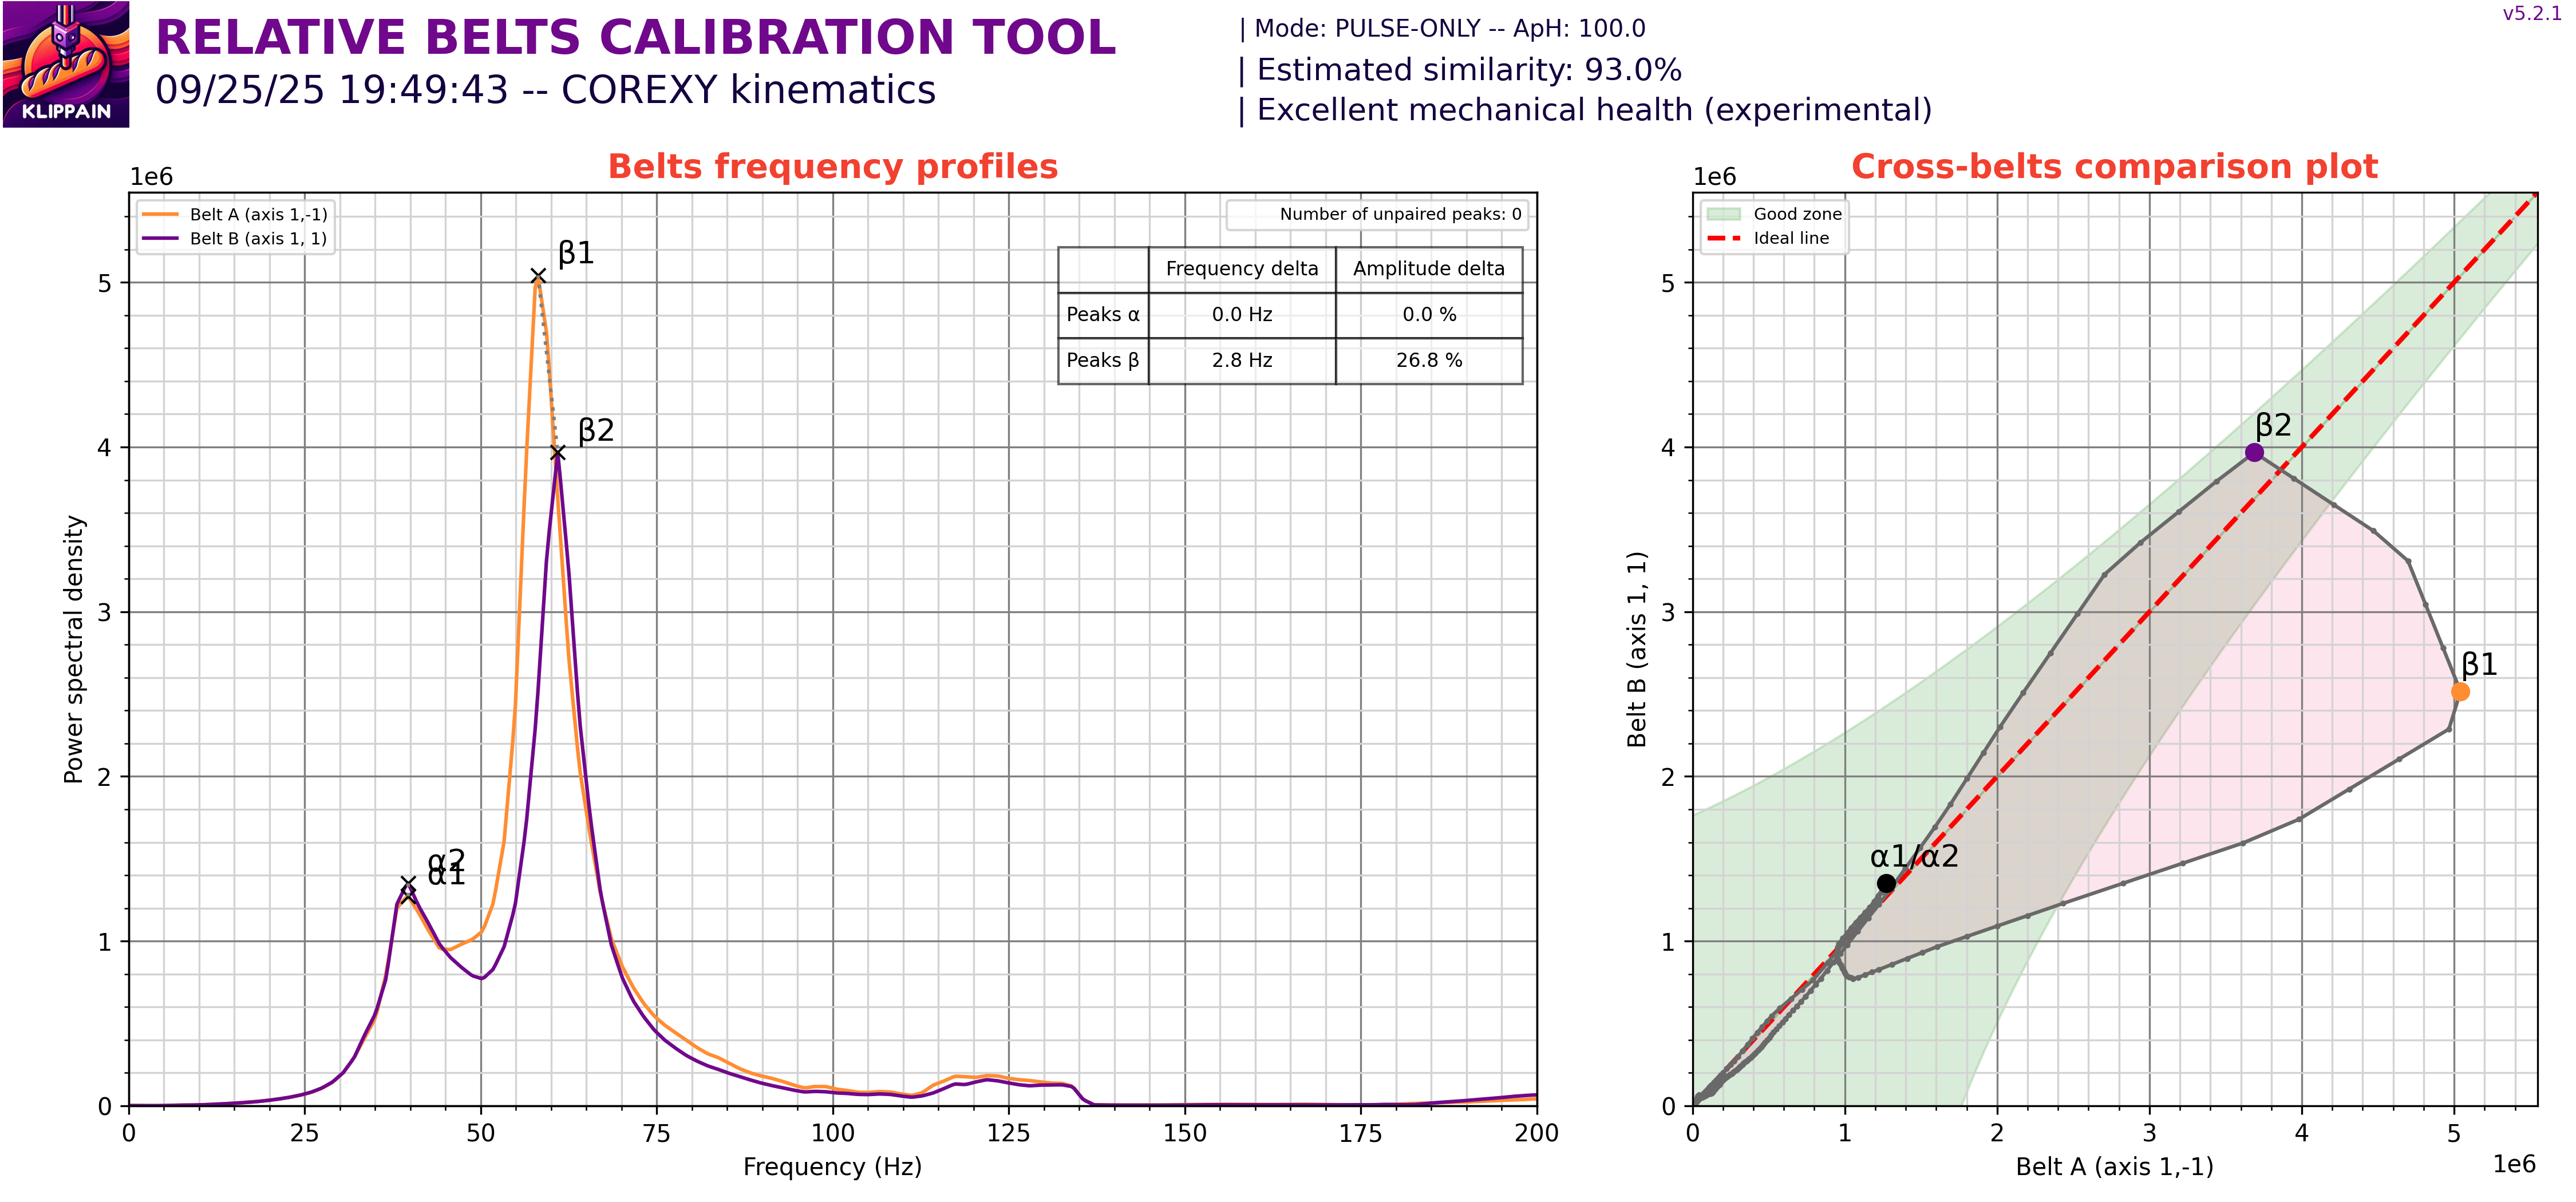 v5.2.1
KLIPPAIN
RELATIVE BELTS CALIBRATION TOOL
09/25/25 19:49:43 -- COREXY kinematics
| Mode: PULSE-ONLY -- ApH: 100.0
| Estimated similarity: 93.0%
| Excellent mechanical health (experimental)
Belts frequency profiles
1e6
Belt A (axis 1,-1)
Belt B (axis 1, 1)
Number of unpaired peaks: 0
Frequency delta Amplitude delta
Peaks α 0.0 Hz 0.0 %
Peaks β 2.8 Hz 26.8 %
β1
β2
α2
α1
Power spectral density
5
4
3
2
1
0
0 25 50 75 100 125 150 175 200
Frequency (Hz)
Cross-belts comparison plot
1e6
Good zone
Ideal line
β2
β1
α1/α2
Belt B (axis 1, 1)
5
4
3
2
1
0
0 1 2 3 4 5
Belt A (axis 1,-1)
1e6